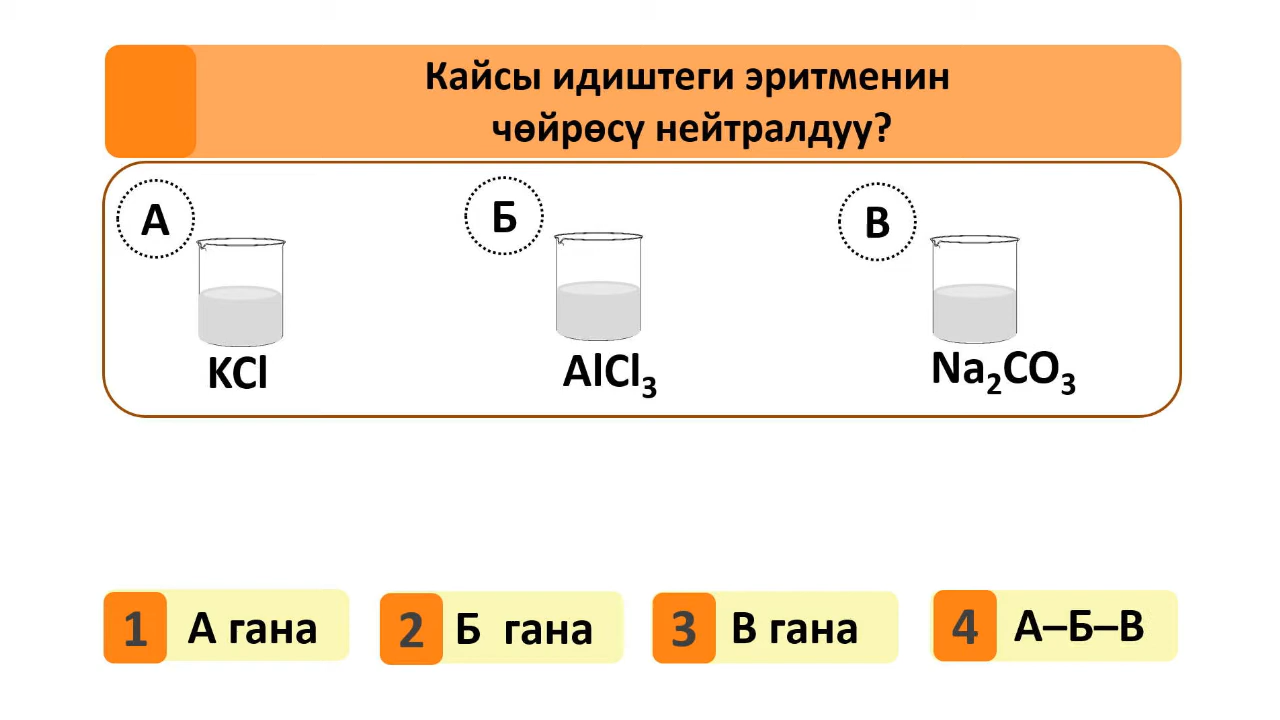 Кайсы идиштеги эритменин
чөйрөсү нейтралдуу?
А
Б
В
KCl
AlCl₃
Na₂CO₃
1 А гана
2 Б гана
3 В гана
4 А–Б–В